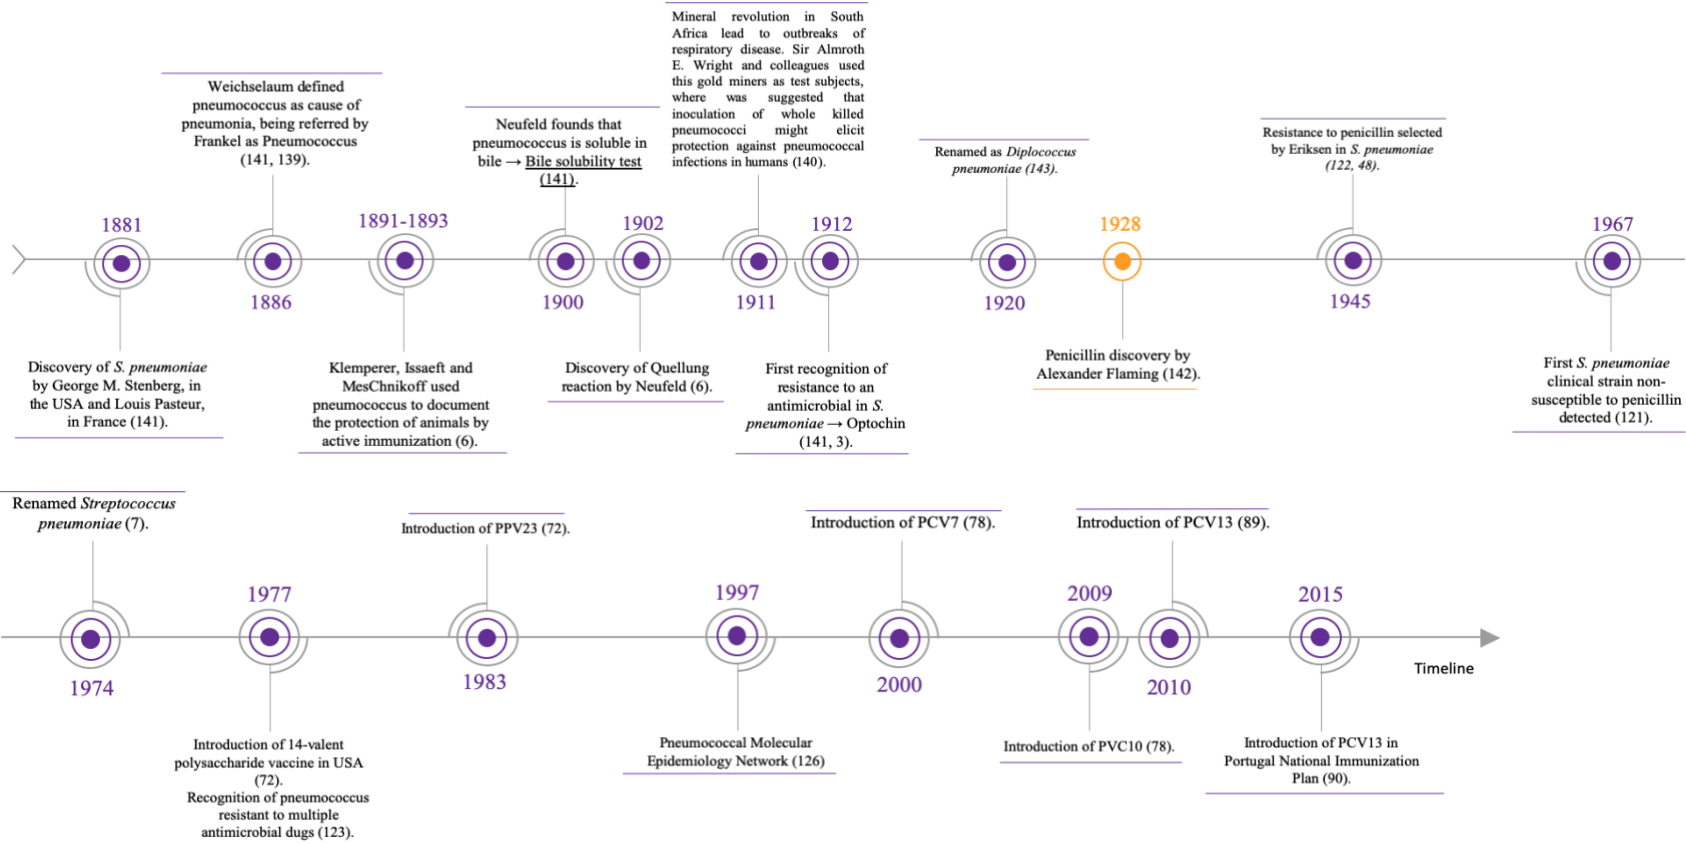 1881
Discovery of S. pneumoniae
by George M. Stenberg, in
the USA and Louis Pasteur,
in France (141).
Weichselaum defined
pneumococcus as cause of
pneumonia, being referred by
Frankel as Pneumococcus
(141, 139).
1886
1891-1893
Klemperer, Issaeft and
MesChnikoff used
pneumococcus to document
the protection of animals by
active immunization (6).
Neufeld founds that
pneumococcus is soluble in
bile → Bile solubility test
(141).
1900
1902
Discovery of Quellung
reaction by Neufeld (6).
Mineral revolution in South
Africa lead to outbreaks of
respiratory disease. Sir Almroth
E. Wright and colleagues used
this gold miners as test subjects,
where was suggested that
inoculation of whole killed
pneumococci might elicit
protection against pneumococcal
infections in humans (140).
1911
1912
First recognition of
resistance to an
antimicrobial in S.
pneumoniae → Optochin
(141, 3).
Renamed as Diplococcus
pneumoniae (143).
1920
1928
Penicillin discovery by
Alexander Flaming (142).
Resistance to penicillin selected
by Eriksen in S. pneumoniae
(122, 48).
1945
1967
First S. pneumoniae
clinical strain non-
susceptible to penicillin
detected (121).
Renamed Streptococcus
pneumoniae (7).
1974
1977
Introduction of 14-valent
polysaccharide vaccine in USA
(72).
Recognition of pneumococcus
resistant to multiple
antimicrobial dugs (123).
Introduction of PPV23 (72).
1983
1997
Pneumococcal Molecular
Epidemiology Network (126)
Introduction of PCV7 (78).
2000
2009
Introduction of PVC10 (78).
Introduction of PCV13 (89).
2010
2015
Introduction of PCV13 in
Portugal National Immunization
Plan (90).
Timeline